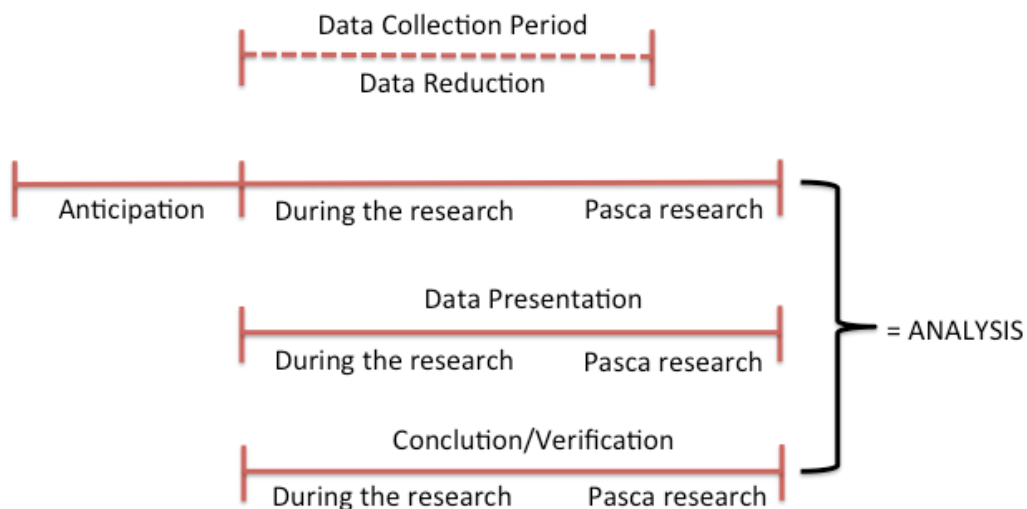 Data Collection Period
Data Reduction
Anticipation
During the research
Pasca research
Data Presentation
During the research
Pasca research
= ANALYSIS
Conclution/Verification
During the research
Pasca research